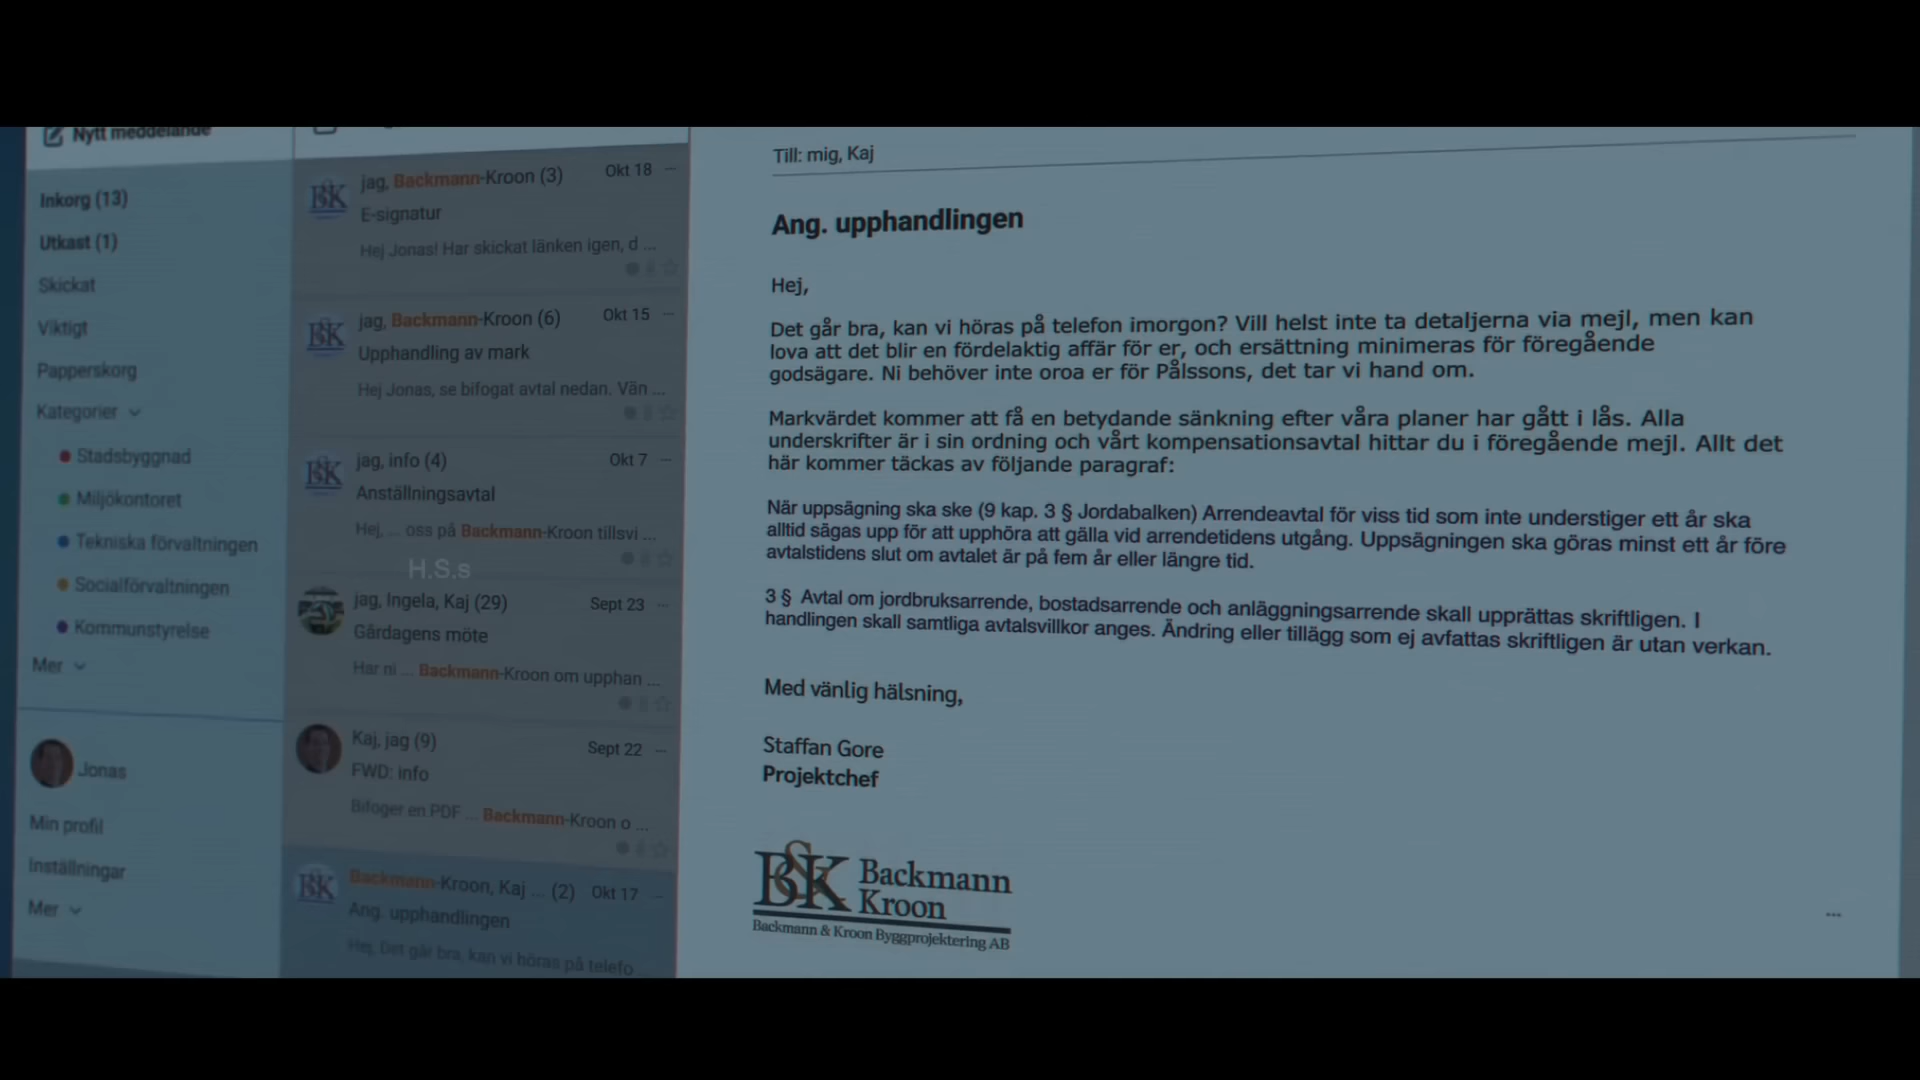 Nytt meddelande
Inkorg (13)
Utkast (1)
Skickat
Viktigt
Papperskorg
Kategorier
Stadsbyggnad
Miljökontoret
Tekniska förvaltningen
Socialförvaltningen
Kommunstyrelse
Mer
Jonas
Min profil
Inställningar
Mer
jag, Backmann-Kroon (3) Okt 18 ...
E-signatur
Hej Jonas! Har skickat länken igen, d ...
jag, Backmann-Kroon (6) Okt 15 ...
Upphandling av mark
Hej Jonas, se bifogat avtal nedan. Vän ...
jag, info (4) Okt 7 ...
Anställningsavtal
Hej, ... oss på Backmann-Kroon tillsvi ...
H.S.s
jag, Ingela, Kaj (29) Sept 23 ...
Gårdagens möte
Har ni ... Backmann-Kroon om upphan ...
Kaj, jag (9) Sept 22 ...
FWD: info
Bifoger en PDF ... Backmann-Kroon o ...
Backmann-Kroon, Kaj ... (2) Okt 17 ...
Ang. upphandlingen
Hej, Det går bra, kan vi höras på telefo ...
Till: mig, Kaj
Ang. upphandlingen
Hej,
Det går bra, kan vi höras på telefon imorgon? Vill helst inte ta detaljerna via mejl, men kan
lova att det blir en fördelaktig affär för er, och ersättning minimeras för föregående
godsägare. Ni behöver inte oroa er för Pålssons, det tar vi hand om.
Markvärdet kommer att få en betydande sänkning efter våra planer har gått i lås. Alla
underskrifter är i sin ordning och vårt kompensationsavtal hittar du i föregående mejl. Allt det
här kommer täckas av följande paragraf:
När uppsägning ska ske (9 kap. 3 § Jordabalken) Arrendeavtal för viss tid som inte understiger ett år ska
alltid sägas upp för att upphöra att gälla vid arrendetidens utgång. Uppsägningen ska göras minst ett år före
avtalstidens slut om avtalet är på fem år eller längre tid.
3 § Avtal om jordbruksarrende, bostadsarrende och anläggningsarrende skall upprättas skriftligen. I
handlingen skall samtliga avtalsvillkor anges. Ändring eller tillägg som ej avfattas skriftligen är utan verkan.
Med vänlig hälsning,
Staffan Gore
Projektchef
B&K Backmann
Kroon
Backmann & Kroon Byggprojektering AB
...